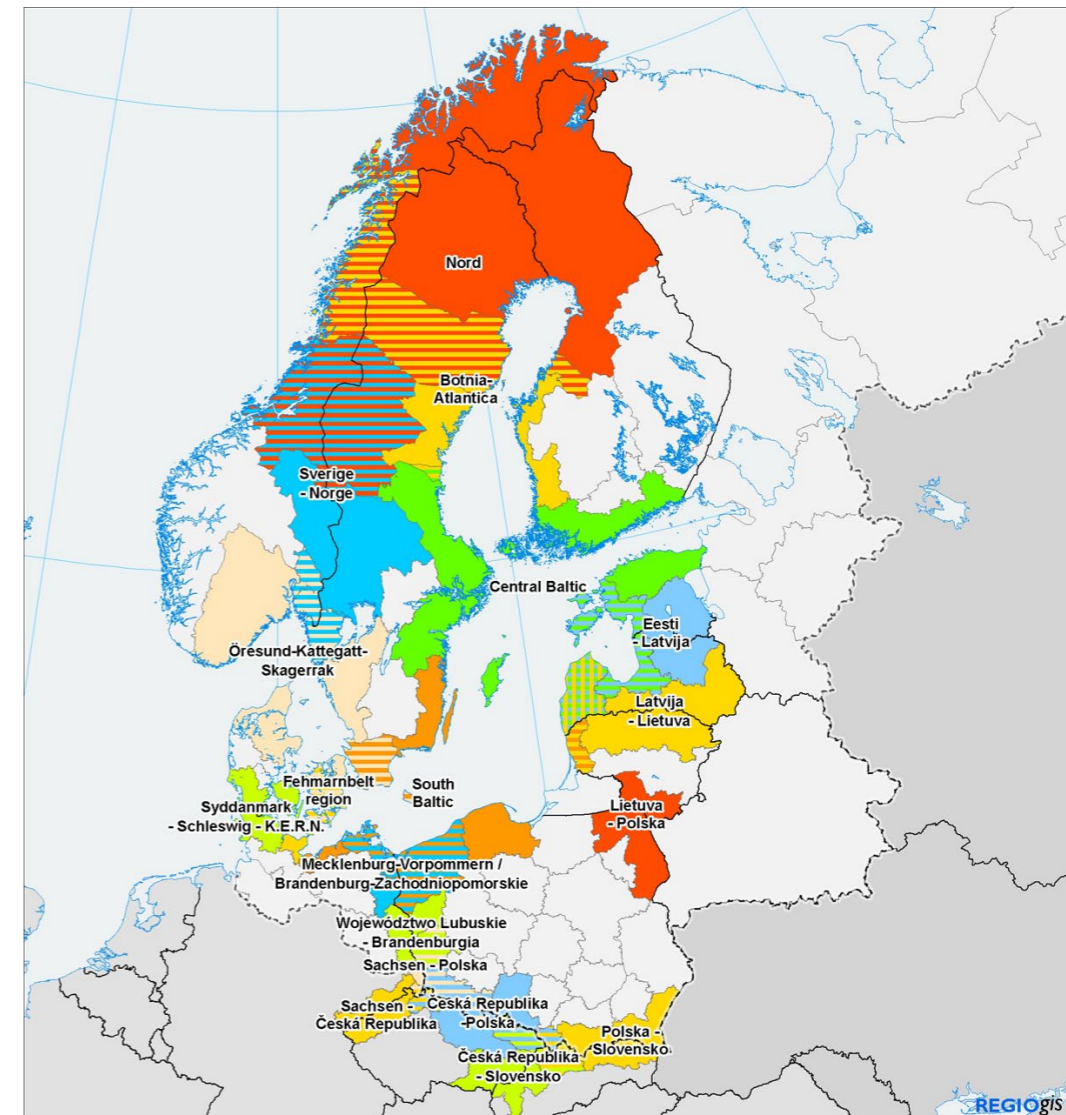 Nord
Botnia-
Atlantica
Sverige
- Norge
Central Baltic
Eesti
- Latvija
Öresund-Kattegatt-
Skagerrak
Latvija
- Lietuva
Fehmarnbelt
region
South
Baltic
Syddanmark
- Schleswig - K.E.R.N.
Lietuva
- Polska
Mecklenburg-Vorpommern /
Brandenburg-Zachodniopomorskie
Województwo Lubuskie
- Brandenburgia
Sachsen - Polska
Sachsen -
Česká Republika
Česká Republika
- Polska
Polska -
Slovensko
Česká Republika
- Slovensko
REGIOgis